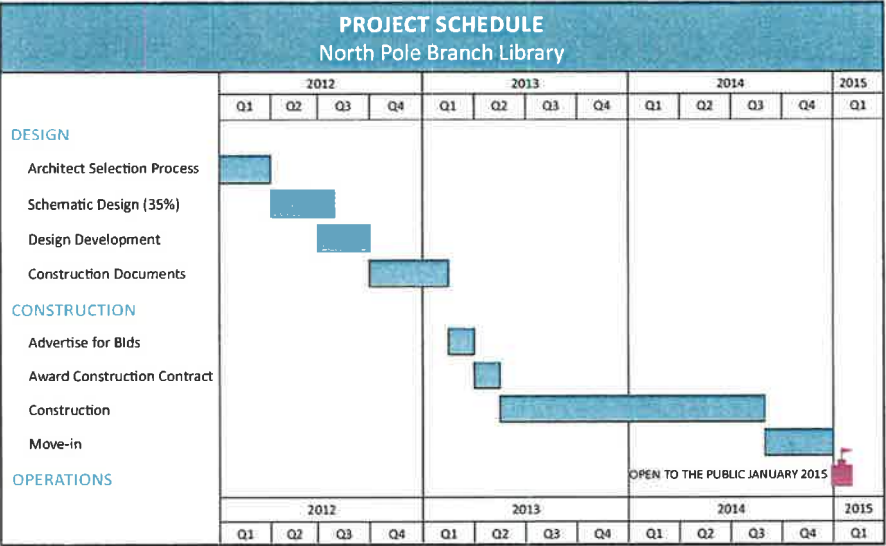 PROJECT SCHEDULE
North Pole Branch Library
2012 2013 2014 2015
Q1 Q2 Q3 Q4 Q1 Q2 Q3 Q4 Q1 Q2 Q3 Q4 Q1
DESIGN
Architect Selection Process
Schematic Design (35%)
Design Development
Construction Documents
CONSTRUCTION
Advertise for Bids
Award Construction Contract
Construction
Move-in
OPEN TO THE PUBLIC JANUARY 2015
OPERATIONS
2012 2013 2014 2015
Q1 Q2 Q3 Q4 Q1 Q2 Q3 Q4 Q1 Q2 Q3 Q4 Q1